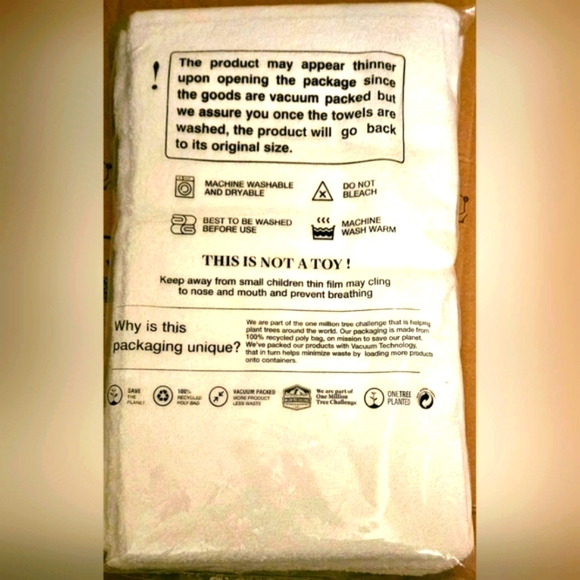 !
The product may appear thinner
upon opening the package since
the goods are vacuum packed but
we assure you once the towels are
washed, the product will go back
to its original size.
MACHINE WASHABLE
AND DRYABLE
DO NOT
BLEACH
BEST TO BE WASHED
BEFORE USE
MACHINE
WASH WARM
THIS IS NOT A TOY !
Keep away from small children thin film may cling
to nose and mouth and prevent breathing
Why is this
packaging unique?
We are part of the one million tree challenge that is helping
plant trees around the world. Our packaging is made from
100% recycled poly bag, on mission to save our planet.
We've packed our products with Vacuum Technology,
that in turn helps minimize waste by loading more products
onto containers.
SAVE
THE
PLANET
100%
RECYCLED
POLY BAG
VACUUM PACKED
MORE PRODUCT
LESS WASTE
We are part of
One Million
Tree Challenge
ONE TREE
PLANTED